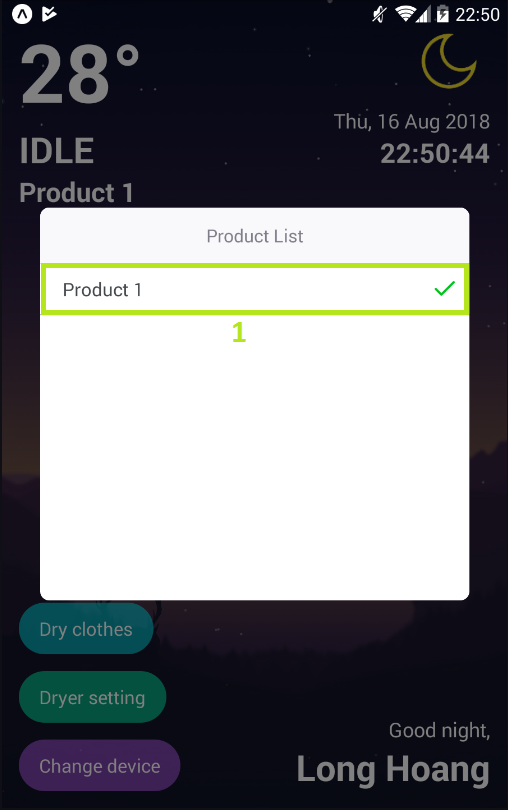 22:50
28°
Thu, 16 Aug 2018
IDLE
22:50:44
Product 1
Product List
Product 1
1
Dry clothes
Dryer setting
Change device
Good night,
Long Hoang